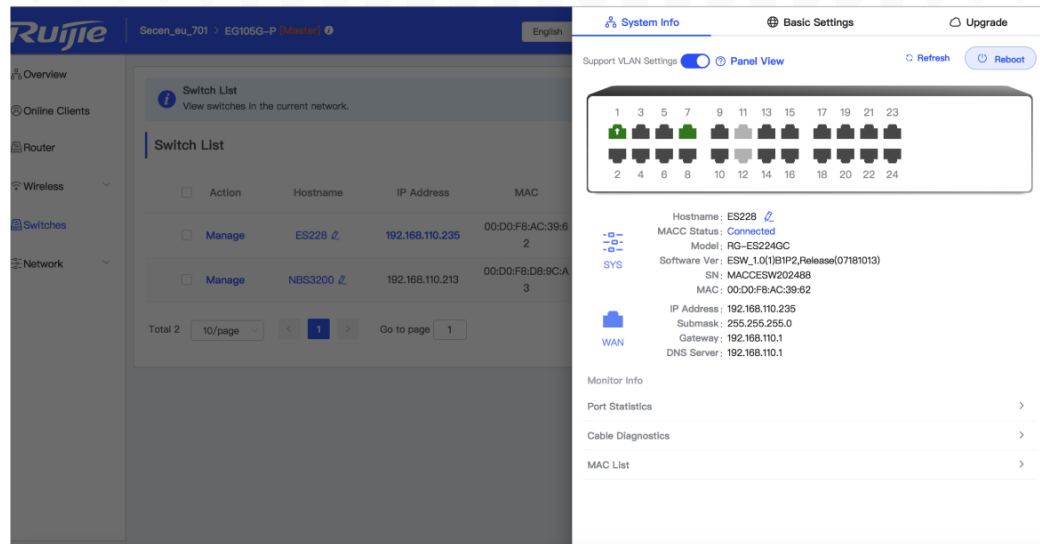 Ruijie
Secen_eu_701 > EG105G-P [Master]
English
Overview
Online Clients
Router
Wireless
Switches
Network
Switch List
View switches in the current network.
Switch List
Action Hostname IP Address MAC
Manage ES228 192.168.110.235 00:D0:F8:AC:39:6
2
Manage NBS3200 192.168.110.213 00:D0:F8:D8:9C:A
3
Total 2 10/page < 1 > Go to page 1
System Info Basic Settings Upgrade
Support VLAN Settings Panel View Refresh Reboot
1 3 5 7 9 11 13 15 17 19 21 23
2 4 6 8 10 12 14 16 18 20 22 24
SYS
Hostname: ES228
MACC Status: Connected
Model: RG-ES224GC
Software Ver: ESW_1.0(1)B1P2,Release(07181013)
SN: MACCESW202488
MAC: 00:D0:F8:AC:39:62
WAN
IP Address: 192.168.110.235
Submask: 255.255.255.0
Gateway: 192.168.110.1
DNS Server: 192.168.110.1
Monitor Info
Port Statistics
Cable Diagnostics
MAC List